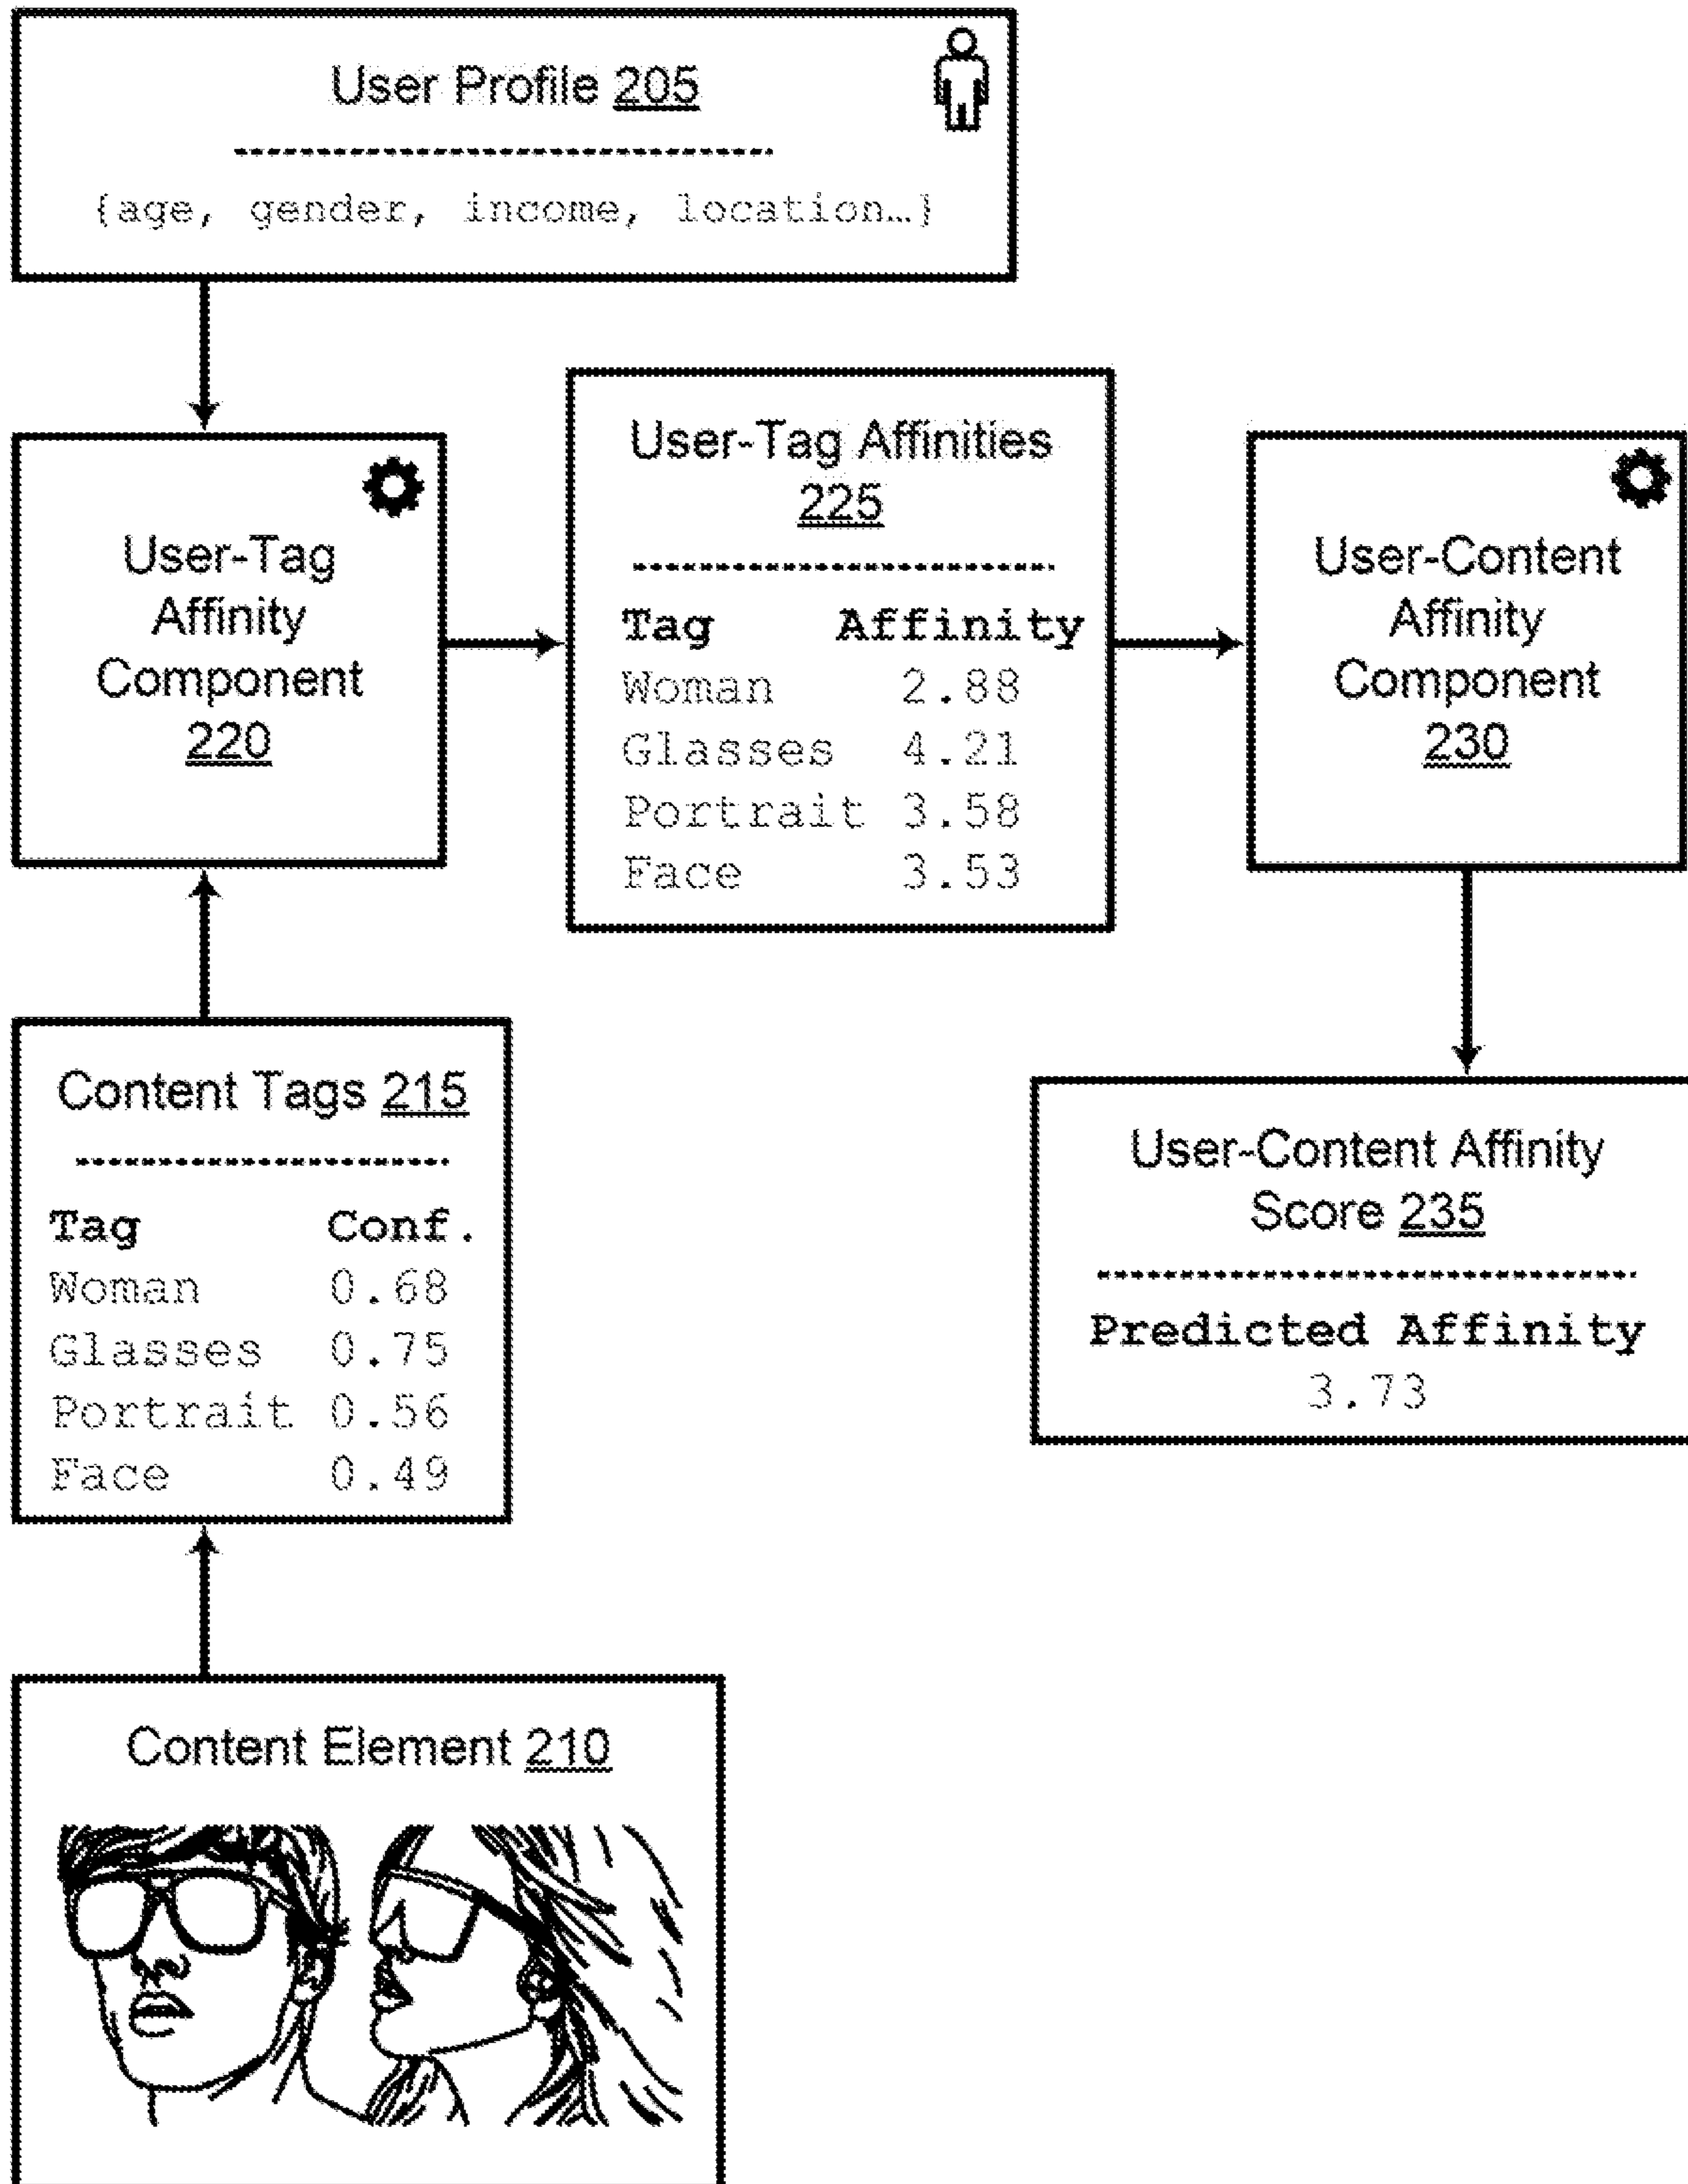 User Profile 205
{age, gender, income, location…}
User-Tag
Affinity
Component
220
User-Tag Affinities
225
Tag Affinity
Woman 2.88
Glasses 4.21
Portrait 3.58
Face 3.53
User-Content
Affinity
Component
230
Content Tags 215
Tag Conf.
Woman 0.68
Glasses 0.75
Portrait 0.56
Face 0.49
User-Content Affinity
Score 235
Predicted Affinity
3.73
Content Element 210